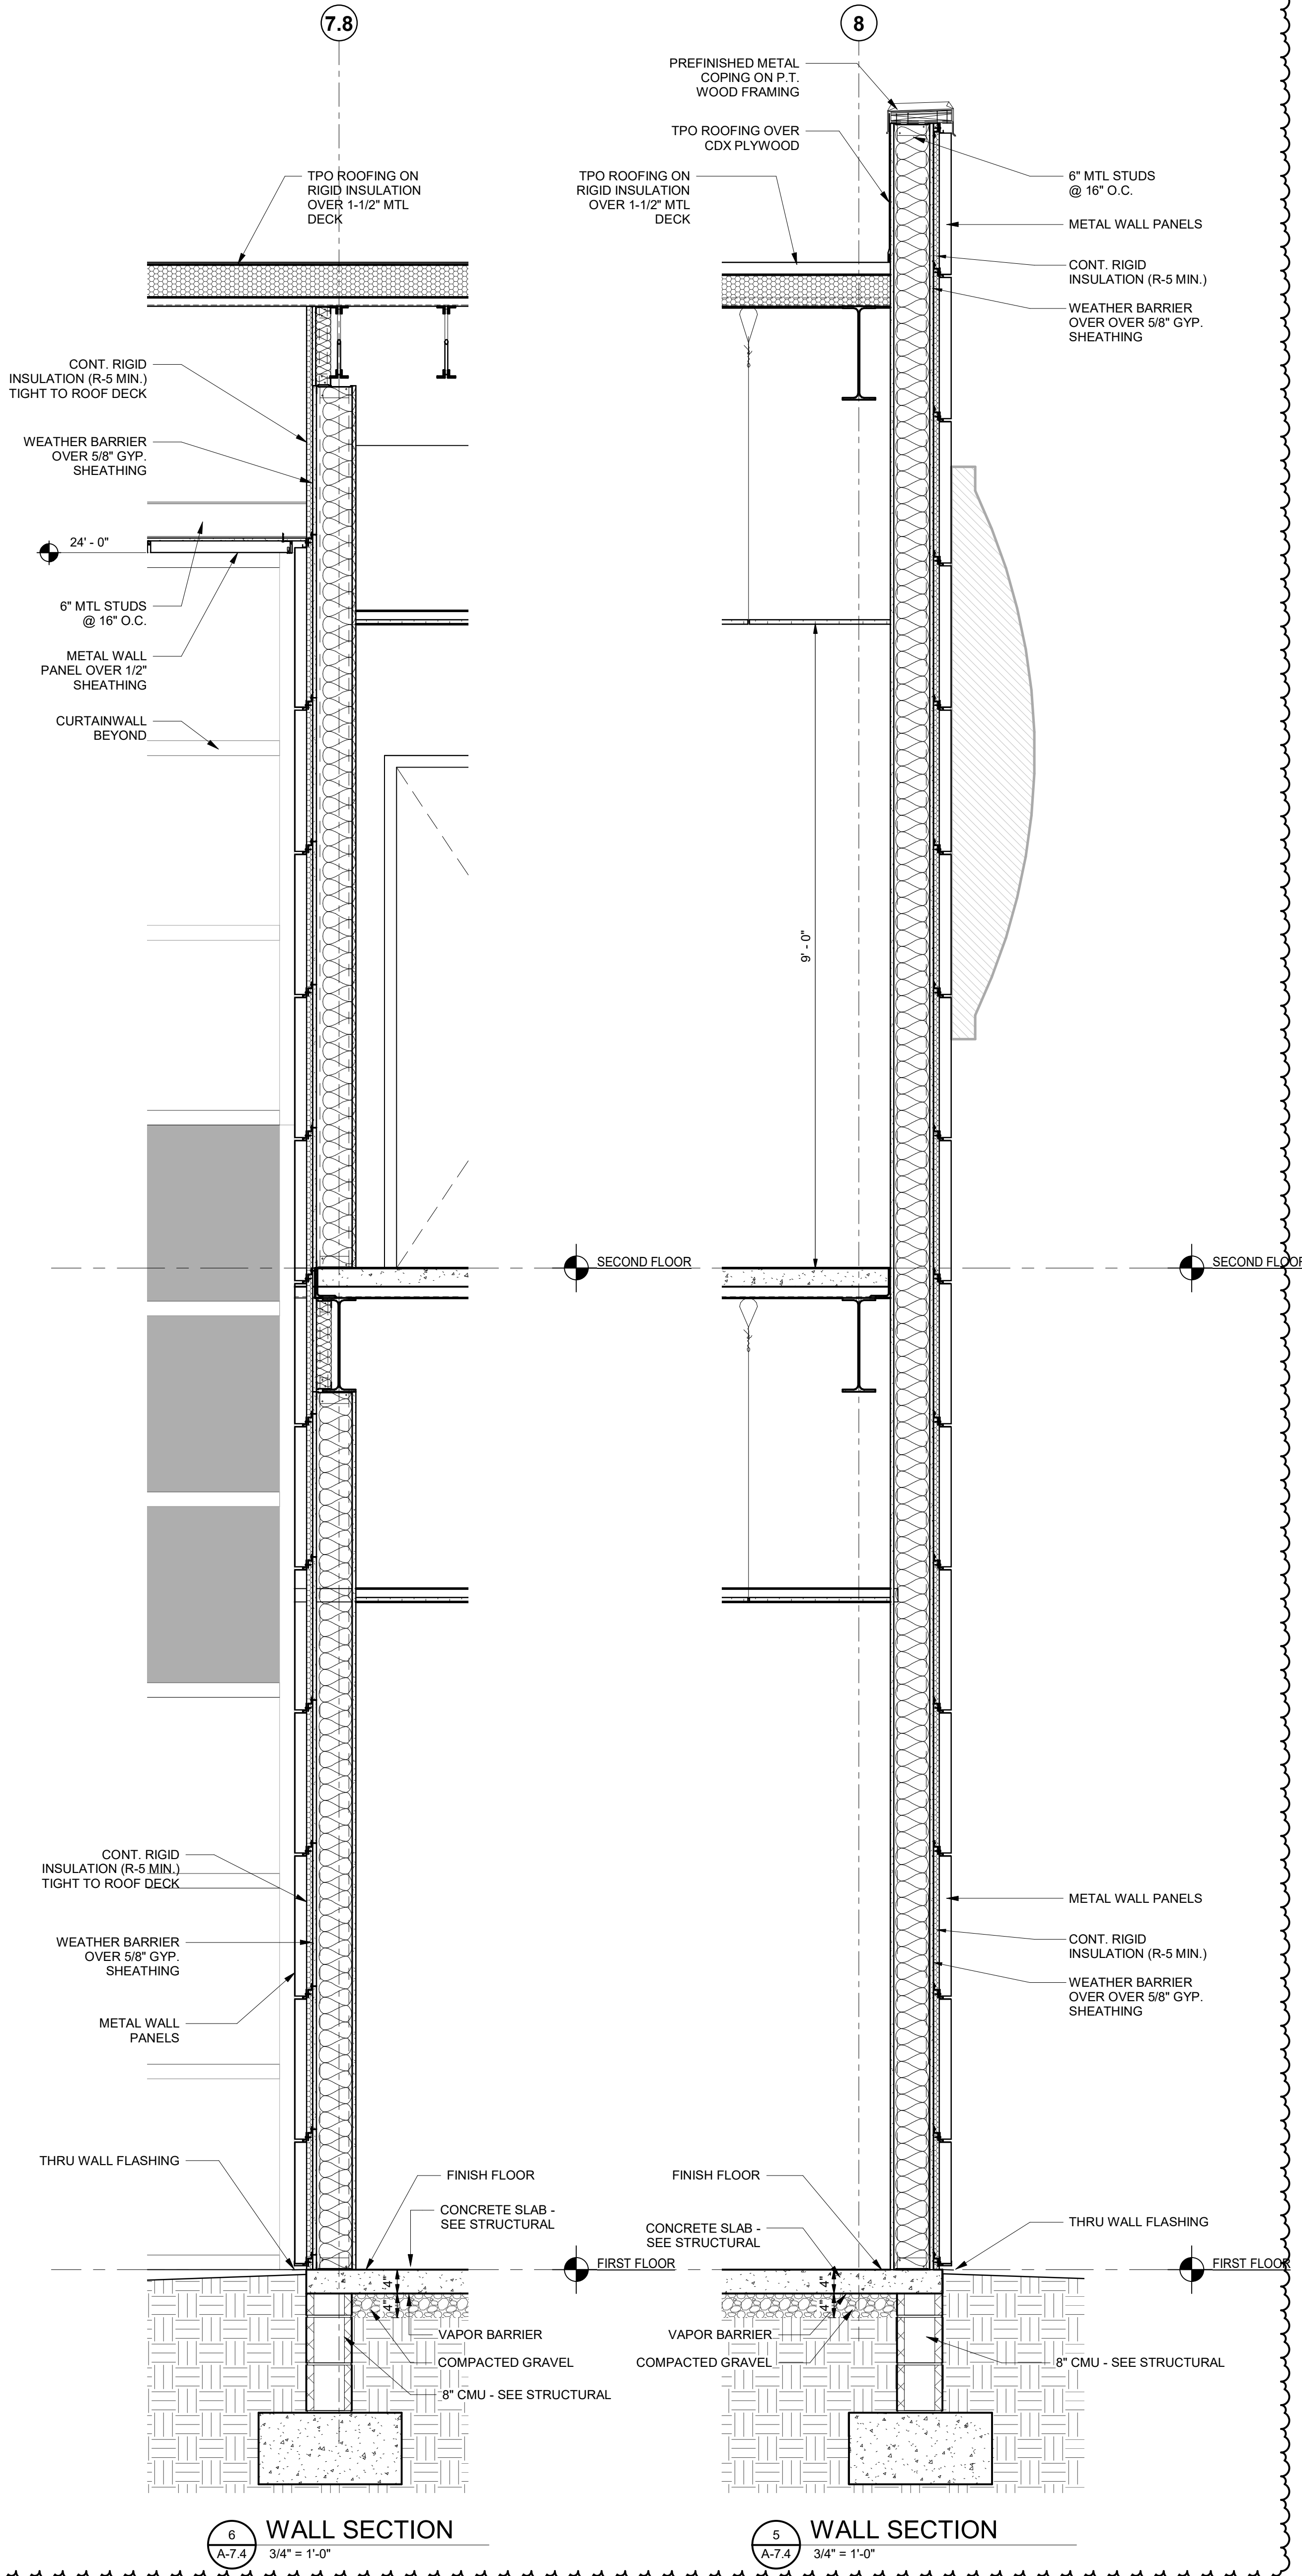 7.8
8
PREFINISHED METAL
COPING ON P.T.
WOOD FRAMING
TPO ROOFING OVER
CDX PLYWOOD
TPO ROOFING ON
RIGID INSULATION
OVER 1-1/2" MTL
DECK
TPO ROOFING ON
RIGID INSULATION
OVER 1-1/2" MTL
DECK
6" MTL STUDS
@ 16" O.C.
METAL WALL PANELS
CONT. RIGID
INSULATION (R-5 MIN.)
WEATHER BARRIER
OVER OVER 5/8" GYP.
SHEATHING
CONT. RIGID
INSULATION (R-5 MIN.)
TIGHT TO ROOF DECK
WEATHER BARRIER
OVER 5/8" GYP.
SHEATHING
24' - 0"
6" MTL STUDS
@ 16" O.C.
METAL WALL
PANEL OVER 1/2"
SHEATHING
CURTAINWALL
BEYOND
9' - 0"
SECOND FLOOR
SECOND FLOOR
CONT. RIGID
INSULATION (R-5 MIN.)
TIGHT TO ROOF DECK
WEATHER BARRIER
OVER 5/8" GYP.
SHEATHING
METAL WALL
PANELS
METAL WALL PANELS
CONT. RIGID
INSULATION (R-5 MIN.)
WEATHER BARRIER
OVER OVER 5/8" GYP.
SHEATHING
THRU WALL FLASHING
FINISH FLOOR
CONCRETE SLAB -
SEE STRUCTURAL
FINISH FLOOR
CONCRETE SLAB -
SEE STRUCTURAL
THRU WALL FLASHING
FIRST FLOOR
FIRST FLOOR
4"
4"
4"
4"
VAPOR BARRIER
COMPACTED GRAVEL
8" CMU - SEE STRUCTURAL
VAPOR BARRIER
COMPACTED GRAVEL
8" CMU - SEE STRUCTURAL
6
A-7.4
WALL SECTION
3/4" = 1'-0"
5
A-7.4
WALL SECTION
3/4" = 1'-0"